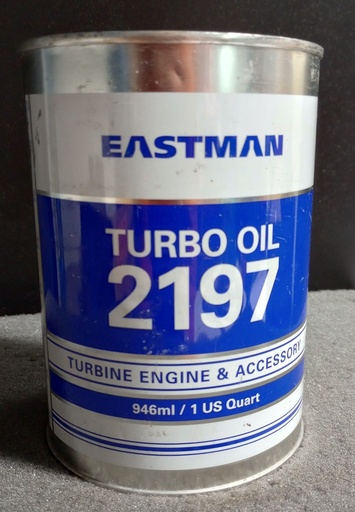 EASTMAN
TURBO OIL
2197
TURBINE ENGINE & ACCESSORY
946ml / 1 US Quart